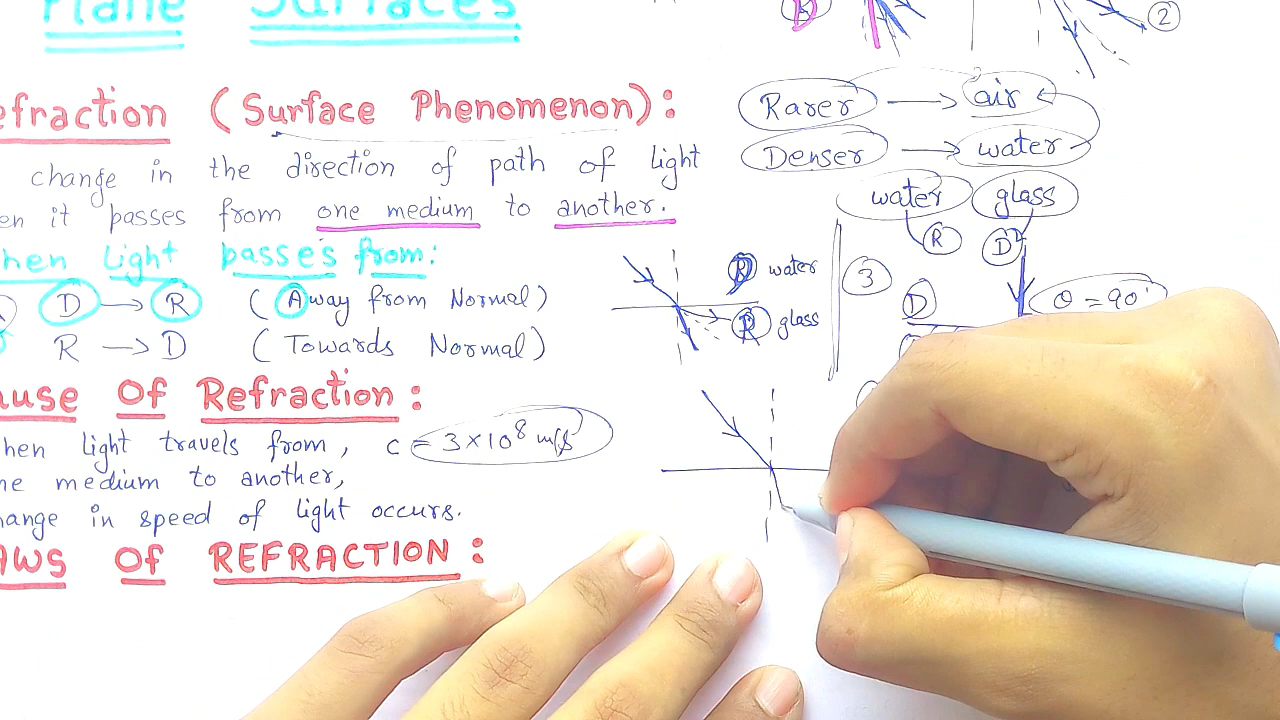 Plane Surfaces
efraction (Surface Phenomenon):
change in the direction of path of light
en it passes from one medium to another.
hen Light passes from:
D → R (Away from Normal)
R → D (Towards Normal)
ause Of Refraction:
hen light travels from, c = 3×10⁸ m/s
ne medium to another,
hange in speed of light occurs.
AWS Of REFRACTION:
2
Rarer → air
Denser → water
water glass
R D
water
R glass
3
D
θ = 90°